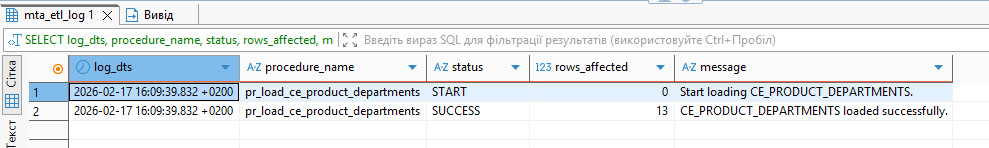 mta_etl_log 1 Вивід
SELECT log_dts, procedure_name, status, rows_affected, m Введіть вираз SQL для фільтрації результатів (використовуйте Ctrl+Пробіл)
Сітка
Текст
log_dts A-Z procedure_name A-Z status 123 rows_affected A-Z message
1 2026-02-17 16:09:39.832 +0200 pr_load_ce_product_departments START 0 Start loading CE_PRODUCT_DEPARTMENTS.
2 2026-02-17 16:09:39.832 +0200 pr_load_ce_product_departments SUCCESS 13 CE_PRODUCT_DEPARTMENTS loaded successfully.